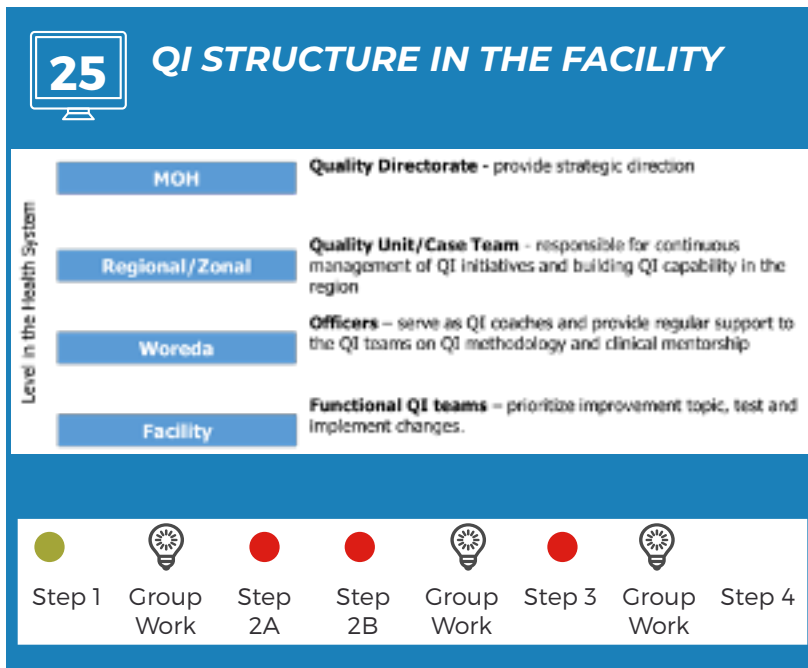 25
QI STRUCTURE IN THE FACILITY
Level in the Health System
MOH
Quality Directorate - provide strategic direction
Regional/Zonal
Quality Unit/Case Team - responsible for continuous
management of QI initiatives and building QI capability in the
region
Woreda
Officers – serve as QI coaches and provide regular support to
the QI teams on QI methodology and clinical mentorship
Facility
Functional QI teams – prioritize improvement topic, test and
implement changes.
Step 1
Group
Work
Step
2A
Step
2B
Group
Work
Step 3
Group
Work
Step 4